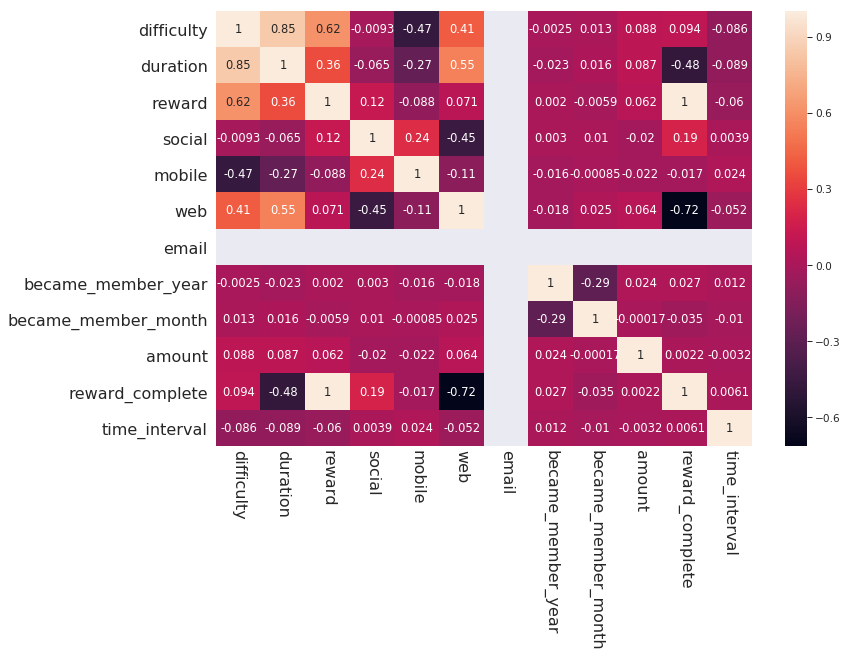 difficulty 1 0.85 0.62 -0.0093 -0.47 0.41 -0.0025 0.013 0.088 0.094 -0.086
duration 0.85 1 0.36 -0.065 -0.27 0.55 -0.023 0.016 0.087 -0.48 -0.089
reward 0.62 0.36 1 0.12 -0.088 0.071 0.002 -0.0059 0.062 1 -0.06
social -0.0093 -0.065 0.12 1 0.24 -0.45 0.003 0.01 -0.02 0.19 0.0039
mobile -0.47 -0.27 -0.088 0.24 1 -0.11 -0.016 -0.00085 -0.022 -0.017 0.024
web 0.41 0.55 0.071 -0.45 -0.11 1 -0.018 0.025 0.064 -0.72 -0.052
email
became_member_year -0.0025 -0.023 0.002 0.003 -0.016 -0.018 1 -0.29 0.024 0.027 0.012
became_member_month 0.013 0.016 -0.0059 0.01 -0.00085 0.025 -0.29 1 -0.00017 -0.035 -0.01
amount 0.088 0.087 0.062 -0.02 -0.022 0.064 0.024 -0.00017 1 0.0022 -0.0032
reward_complete 0.094 -0.48 1 0.19 -0.017 -0.72 0.027 -0.035 0.0022 1 0.0061
time_interval -0.086 -0.089 -0.06 0.0039 0.024 -0.052 0.012 -0.01 -0.0032 0.0061 1
difficulty
duration
reward
social
mobile
web
email
became_member_year
became_member_month
amount
reward_complete
time_interval
0.9
0.6
0.3
0.0
-0.3
-0.6